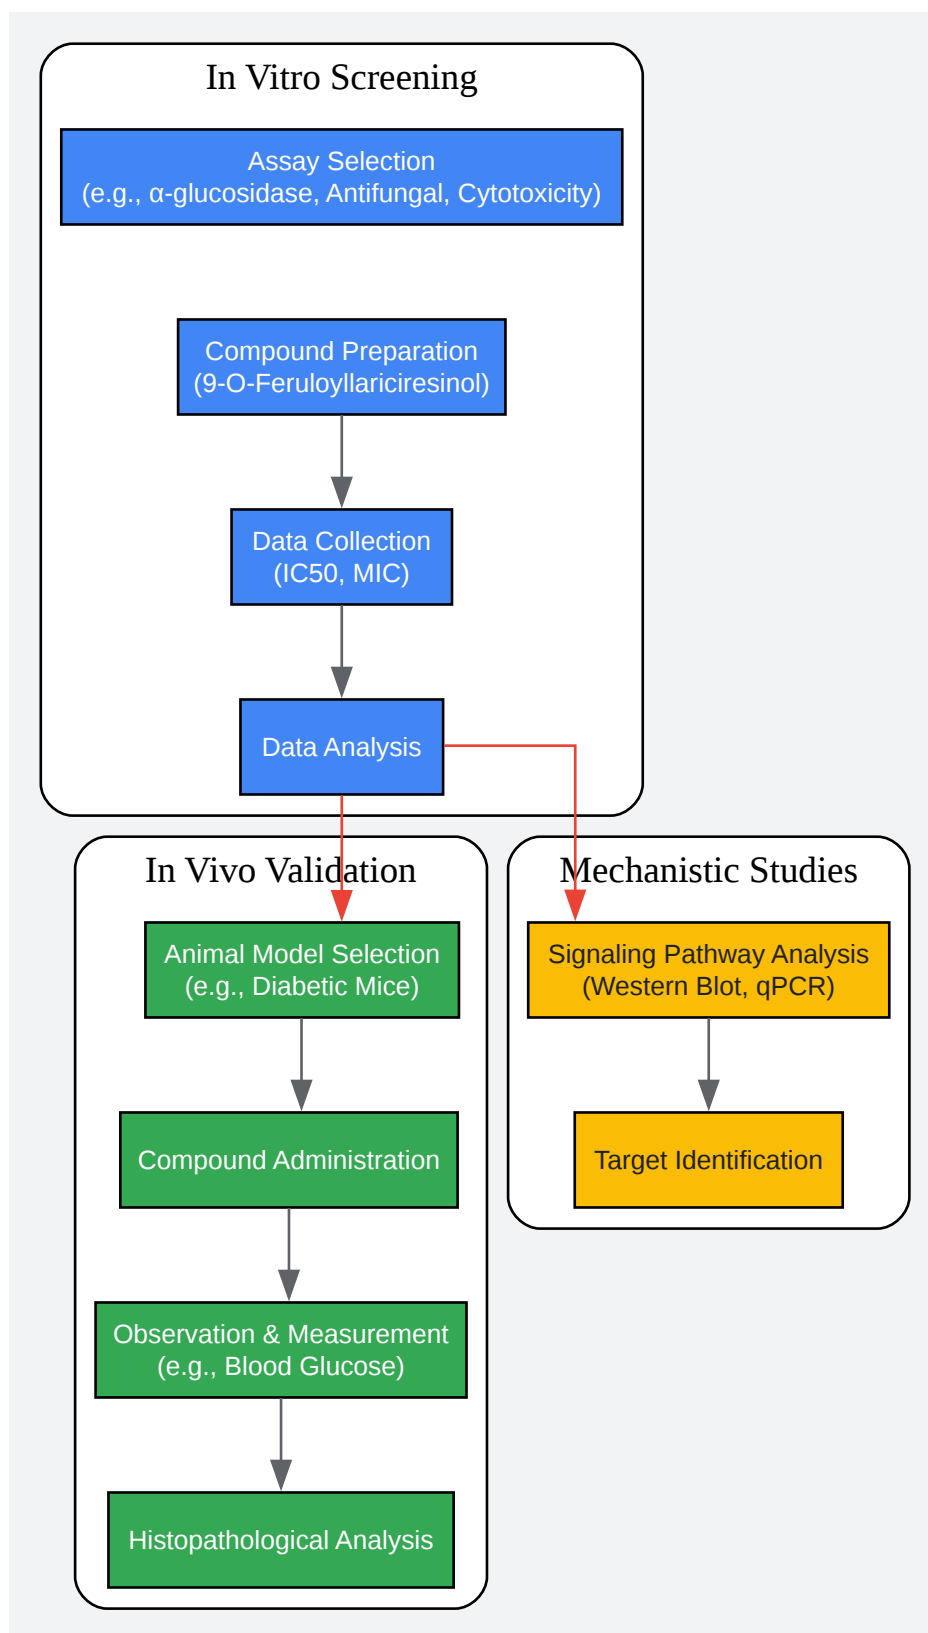 In Vitro Screening
Assay Selection
(e.g., α-glucosidase, Antifungal, Cytotoxicity)
Compound Preparation
(9-O-Feruloyllariciresinol)
Data Collection
(IC50, MIC)
Data Analysis
In Vivo Validation
Animal Model Selection
(e.g., Diabetic Mice)
Compound Administration
Observation & Measurement
(e.g., Blood Glucose)
Histopathological Analysis
Mechanistic Studies
Signaling Pathway Analysis
(Western Blot, qPCR)
Target Identification